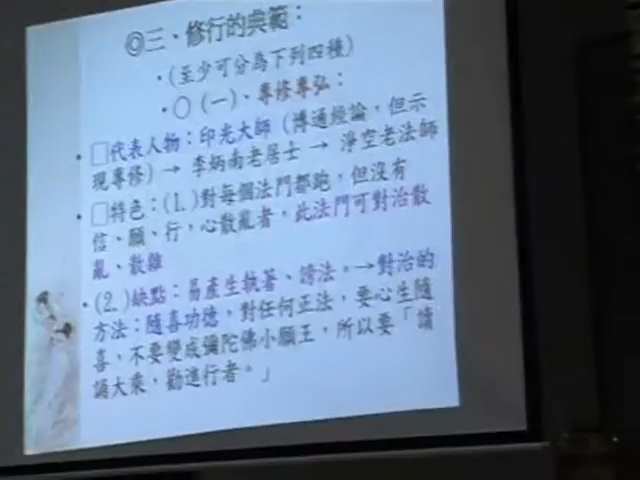 ◎三、修行的典範：
•(至少可分為下列四種)
•○ (一)、專修專弘：
•□代表人物：印光大師 (博通經論，但示
現專修) → 李炳南老居士 → 淨空老法師
•□特色：(1.)對每個法門都跑，但沒有
信、願、行，心散亂者，此法門可對治散
亂、散雜
•(2.)缺點：易產生執著、謗法。→對治的
方法：隨喜功德，對任何正法，要心生隨
喜，不要變成彌陀佛小願王，所以要「讀
誦大乘，勸進行者。」